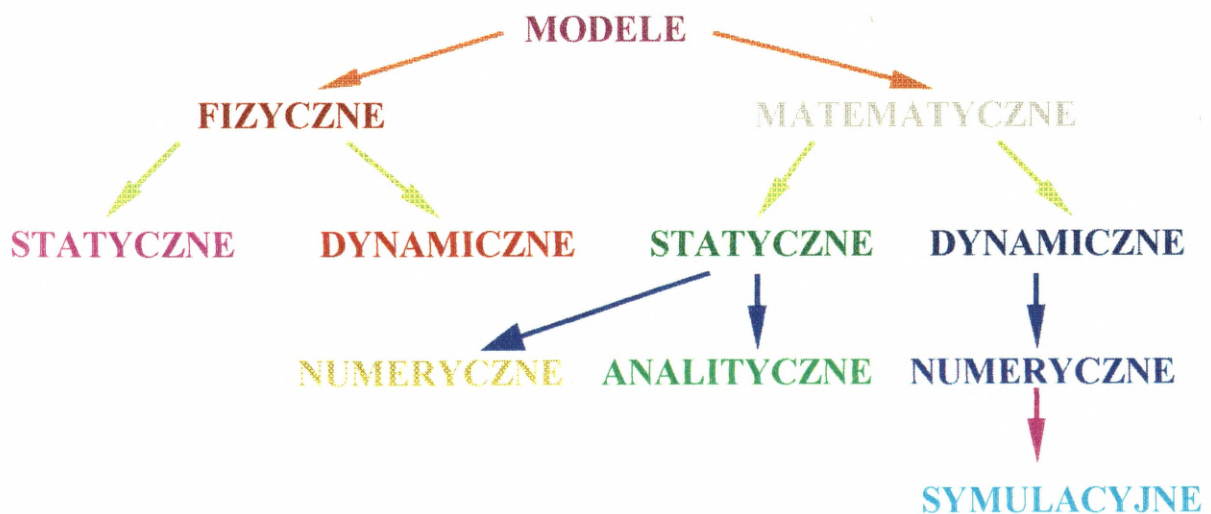 MODELE
FIZYCZNE MATEMATYCZNE
STATYCZNE DYNAMICZNE STATYCZNE DYNAMICZNE
NUMERYCZNE ANALITYCZNE NUMERYCZNE
SYMULACYJNE